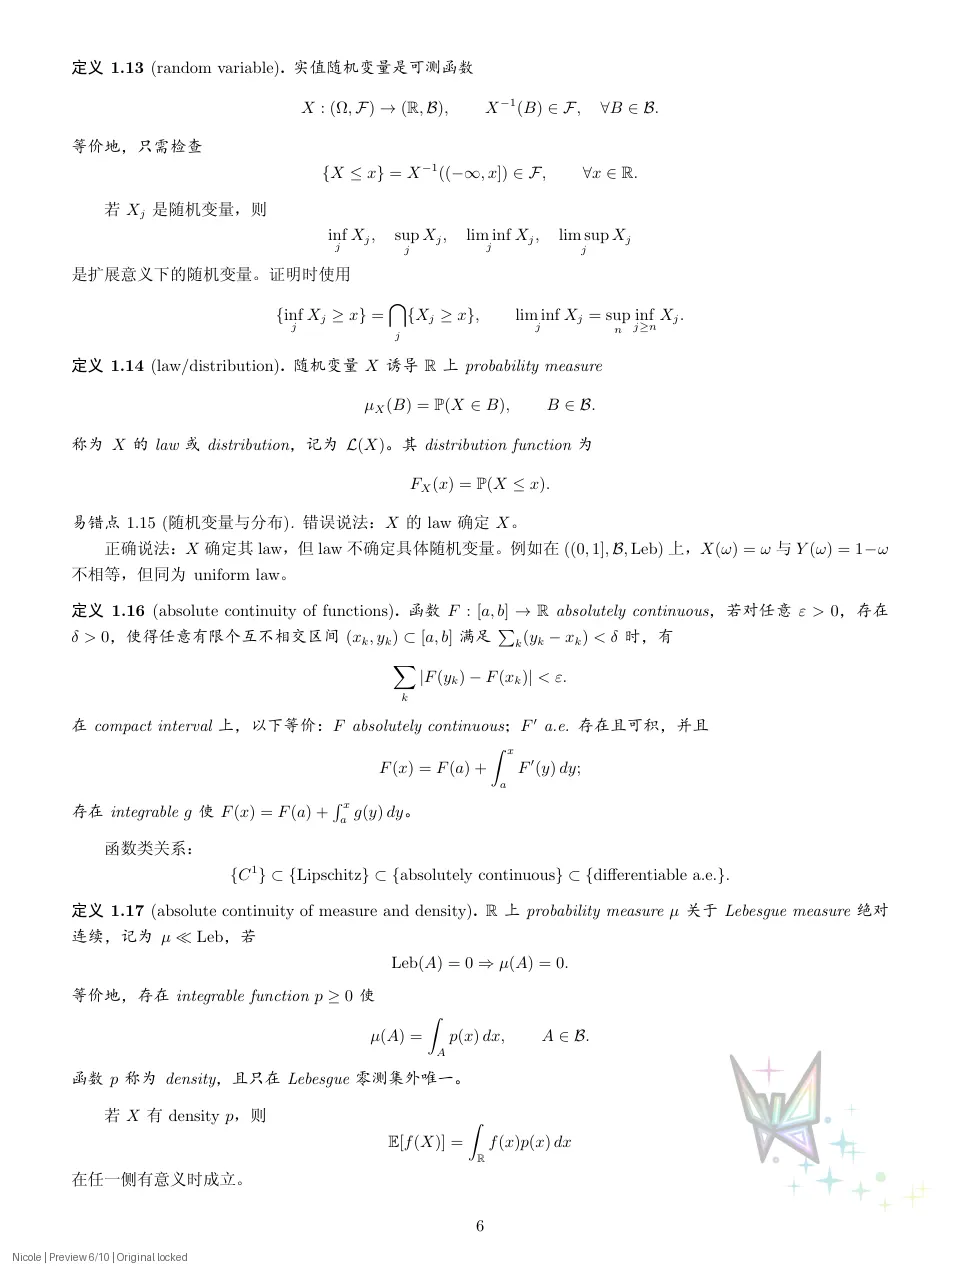 定义 1.13 (random variable). 实值随机变量是可测函数
X : (Ω, F) → (ℝ, B), X⁻¹(B) ∈ F, ∀B ∈ B.
等价地，只需检查
{X ≤ x} = X⁻¹((−∞, x]) ∈ F, ∀x ∈ ℝ.
若 Xⱼ 是随机变量，则
inf_j Xⱼ, sup_j Xⱼ, lim inf_j Xⱼ, lim sup_j Xⱼ
是扩展意义下的随机变量。证明时使用
{inf_j Xⱼ ≥ x} = ⋂_j {Xⱼ ≥ x}, lim inf_j Xⱼ = sup_n inf_{j≥n} Xⱼ.
定义 1.14 (law/distribution). 随机变量 X 诱导 ℝ 上 probability measure
μ_X(B) = ℙ(X ∈ B), B ∈ B.
称为 X 的 law 或 distribution，记为 L(X)。其 distribution function 为
F_X(x) = ℙ(X ≤ x).
易错点 1.15 (随机变量与分布). 错误说法：X 的 law 确定 X。
正确说法：X 确定其 law，但 law 不确定具体随机变量。例如在 ((0, 1], B, Leb) 上，X(ω) = ω 与 Y(ω) = 1−ω
不相等，但同为 uniform law。
定义 1.16 (absolute continuity of functions). 函数 F : [a, b] → ℝ absolutely continuous，若对任意 ε > 0，存在
δ > 0，使得任意有限个互不相交区间 (x_k, y_k) ⊂ [a, b] 满足 ∑_k(y_k − x_k) < δ 时，有
∑_k |F(y_k) − F(x_k)| < ε.
在 compact interval 上，以下等价：F absolutely continuous；F′ a.e. 存在且可积，并且
F(x) = F(a) + ∫_a^x F′(y) dy;
存在 integrable g 使 F(x) = F(a) + ∫_a^x g(y) dy。
函数类关系：
{C¹} ⊂ {Lipschitz} ⊂ {absolutely continuous} ⊂ {differentiable a.e.}.
定义 1.17 (absolute continuity of measure and density). ℝ 上 probability measure μ 关于 Lebesgue measure 绝对
连续，记为 μ ≪ Leb，若
Leb(A) = 0 ⇒ μ(A) = 0.
等价地，存在 integrable function p ≥ 0 使
μ(A) = ∫_A p(x) dx, A ∈ B.
函数 p 称为 density，且只在 Lebesgue 零测集外唯一。
若 X 有 density p，则
𝔼[f(X)] = ∫_ℝ f(x)p(x) dx
在任一侧有意义时成立。
6
Nicole | Preview 6/10 | Original locked